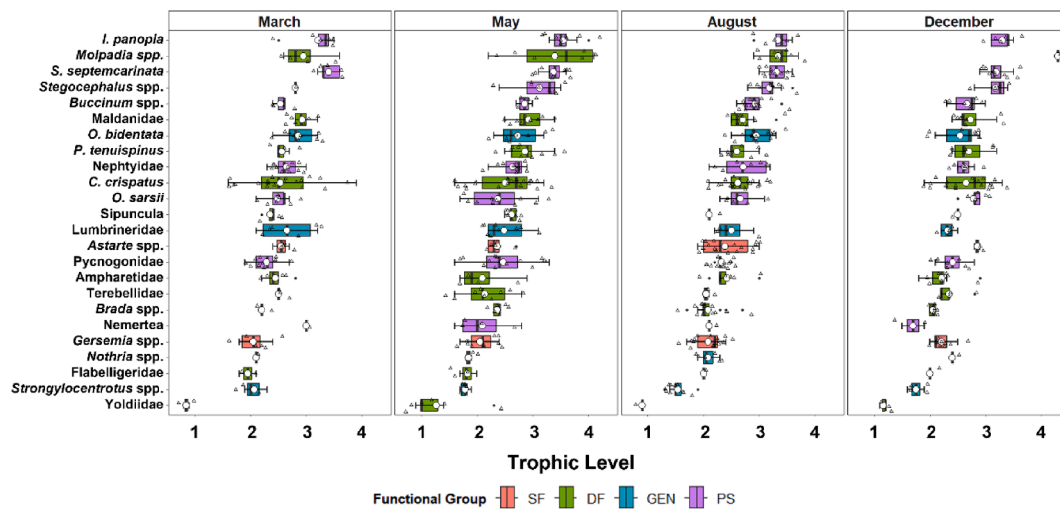 March May August December
I. panopla
Molpadia spp.
S. septemcarinata
Stegocephalus spp.
Buccinum spp.
Maldanidae
O. bidentata
P. tenuispinus
Nephtyidae
C. crispatus
O. sarsii
Sipuncula
Lumbrineridae
Astarte spp.
Pycnogonidae
Ampharetidae
Terebellidae
Brada spp.
Nemertea
Gersemia spp.
Nothria spp.
Flabelligeridae
Strongylocentrotus spp.
Yoldiidae
1 2 3 4 1 2 3 4 1 2 3 4 1 2 3 4
Trophic Level
Functional Group SF DF GEN PS